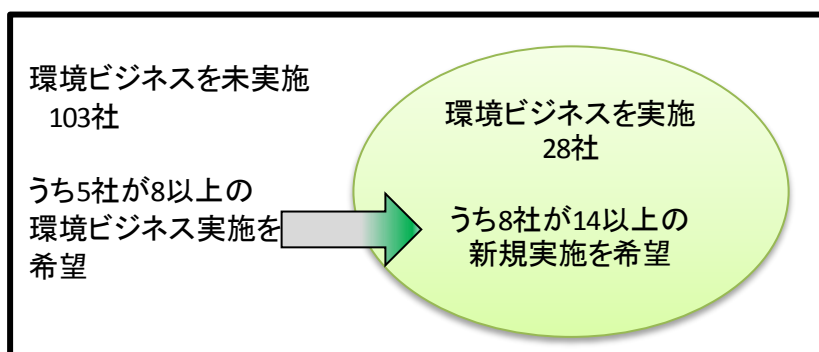 環境ビジネスを未実施
103社
うち5社が8以上の
環境ビジネス実施を
希望
環境ビジネスを実施
28社
うち8社が14以上の
新規実施を希望